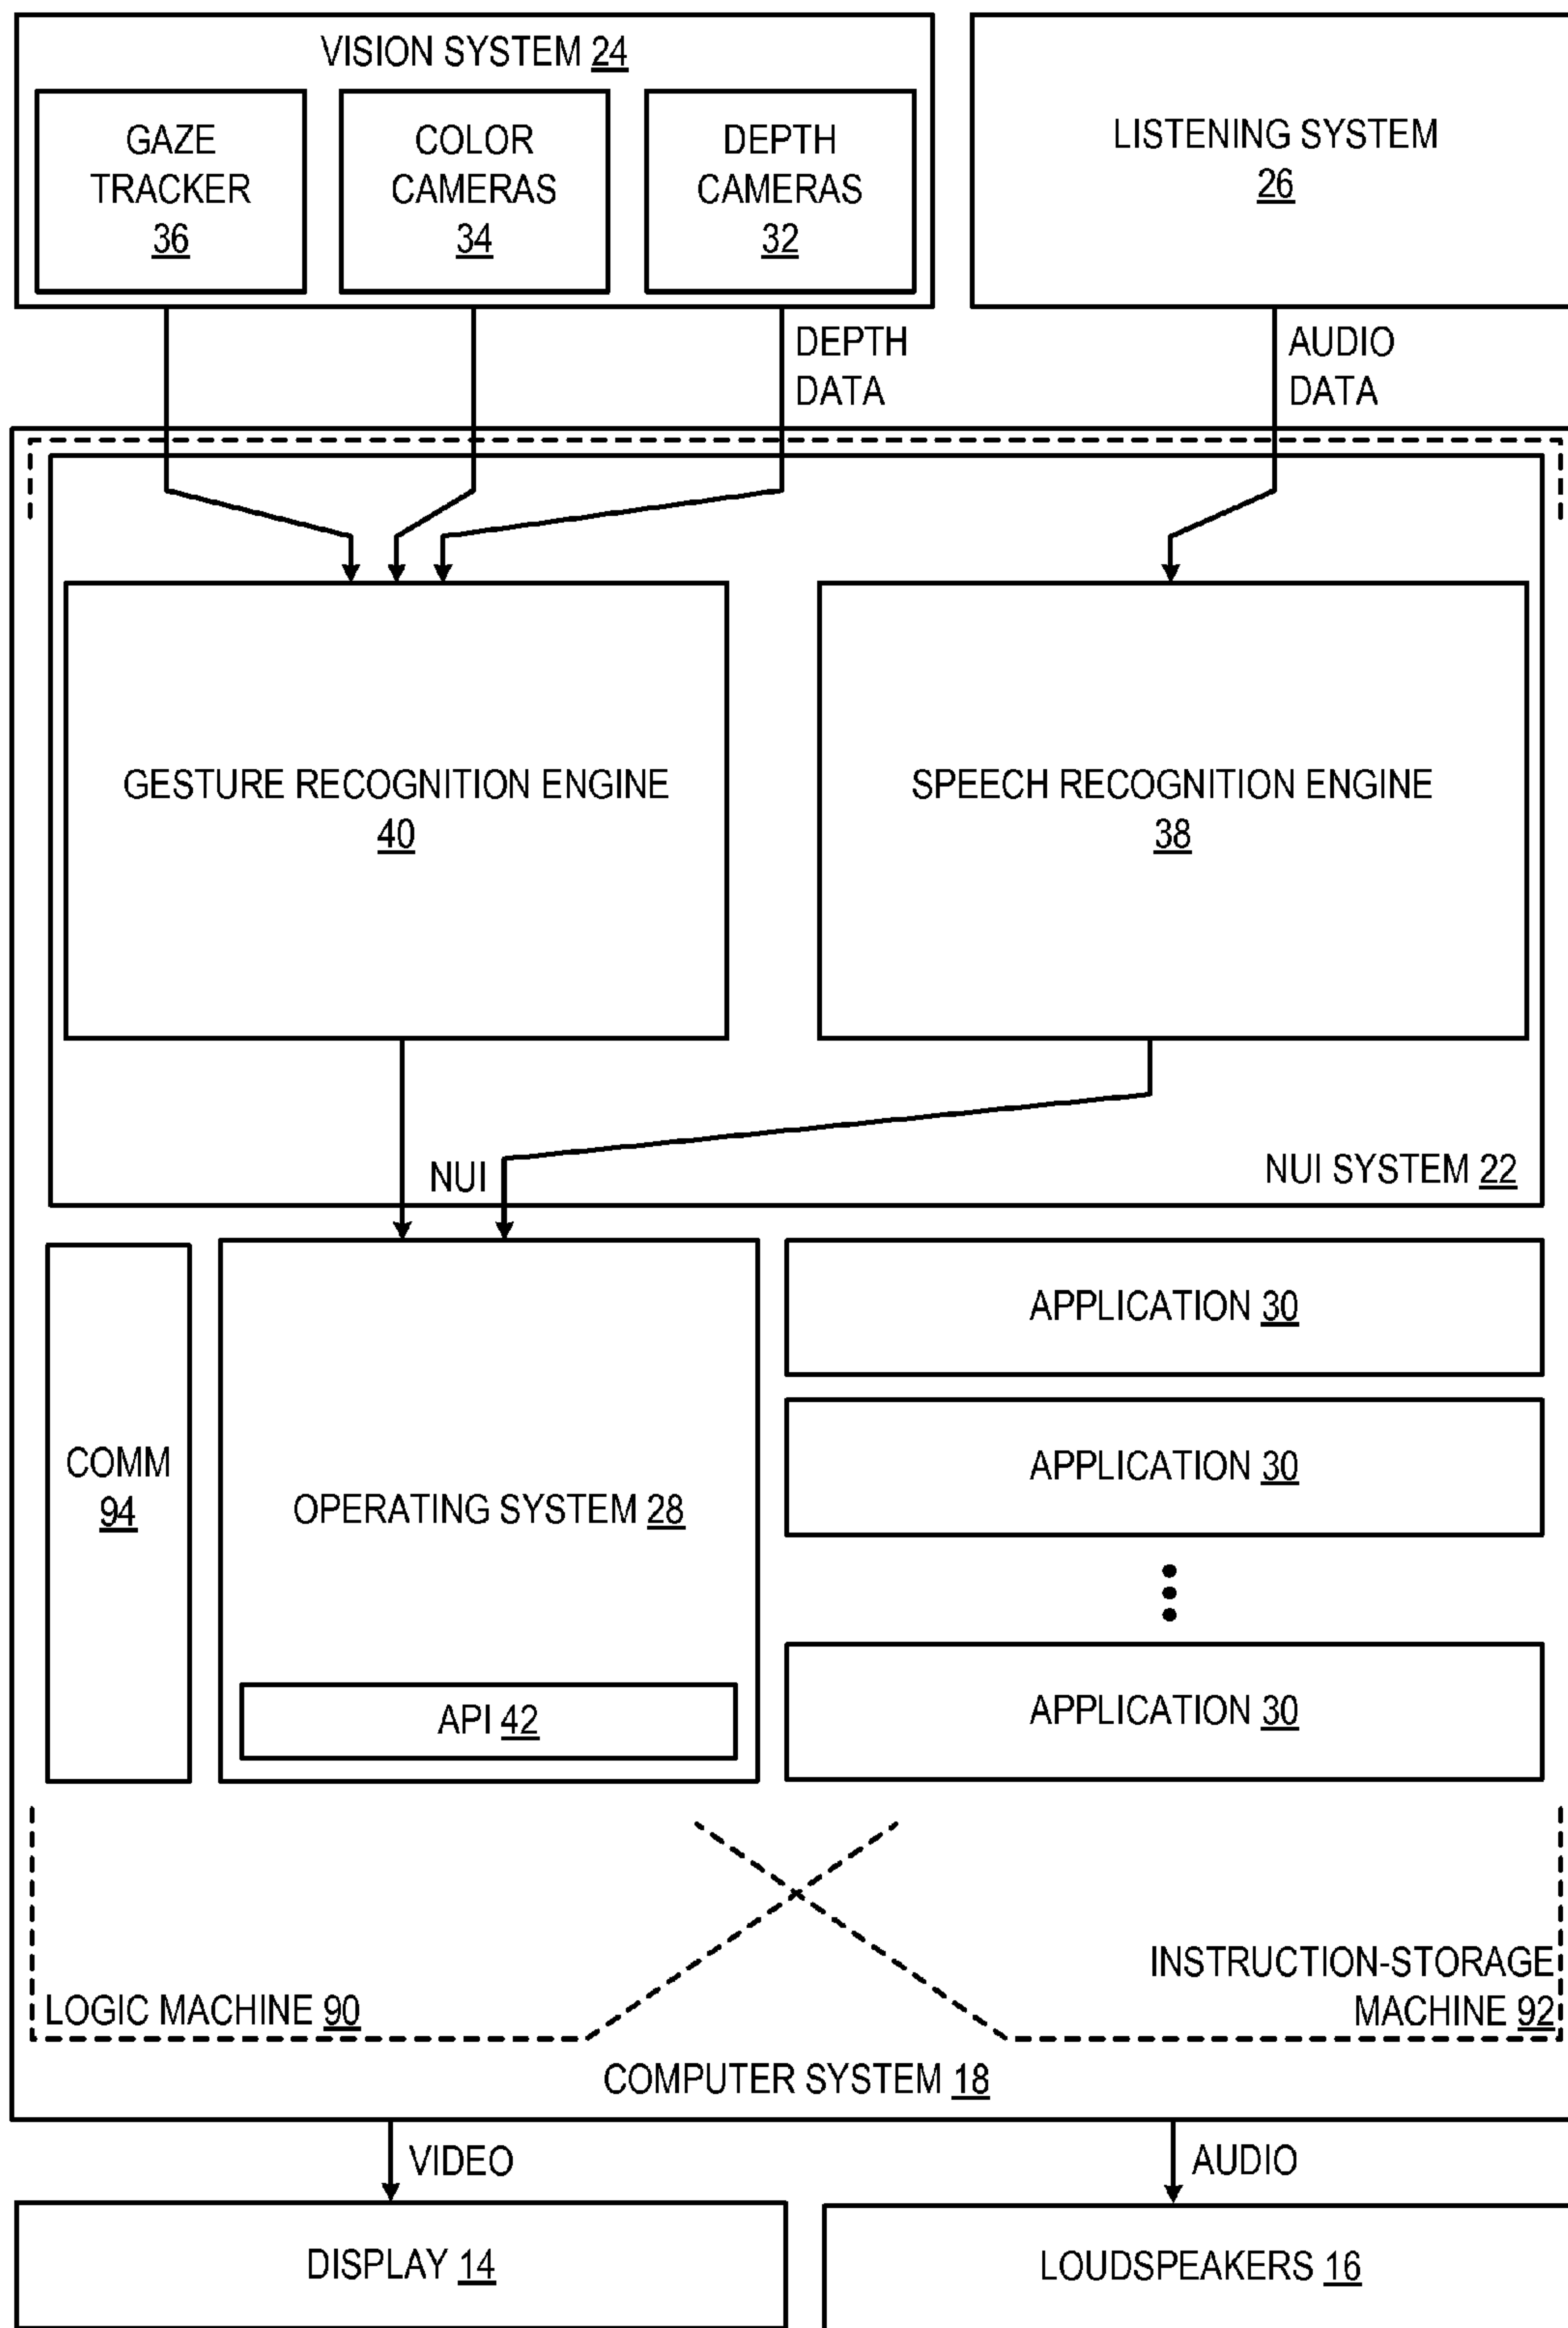 VISION SYSTEM 24
GAZE
TRACKER
36
COLOR
CAMERAS
34
DEPTH
CAMERAS
32
LISTENING SYSTEM
26
DEPTH
DATA
AUDIO
DATA
GESTURE RECOGNITION ENGINE
40
SPEECH RECOGNITION ENGINE
38
NUI
NUI SYSTEM 22
COMM
94
OPERATING SYSTEM 28
API 42
APPLICATION 30
APPLICATION 30
APPLICATION 30
LOGIC MACHINE 90
INSTRUCTION-STORAGE
MACHINE 92
COMPUTER SYSTEM 18
VIDEO
AUDIO
DISPLAY 14
LOUDSPEAKERS 16